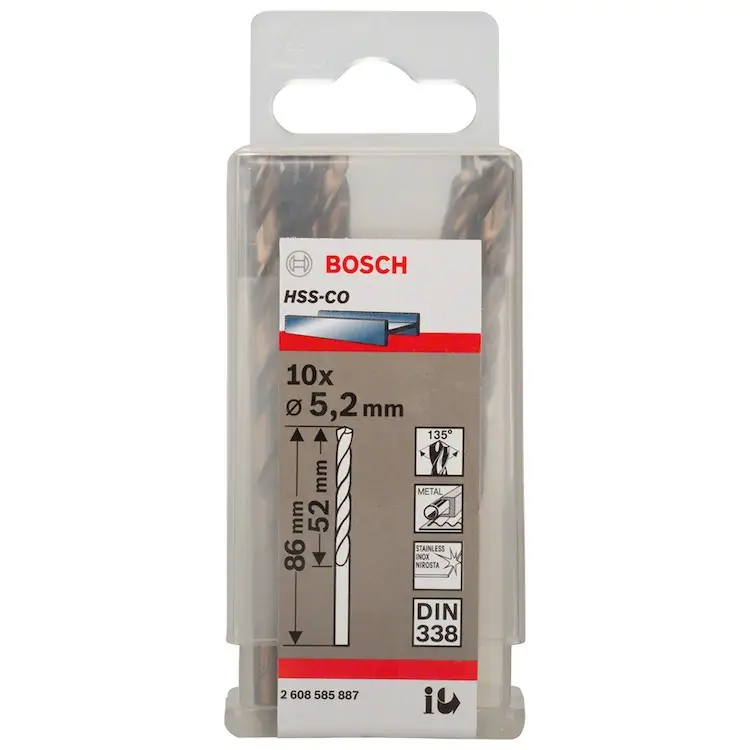 BOSCH
HSS-CO
10x
ø 5,2 mm
86 mm
52 mm
135°
METAL
STAINLESS
INOX
NIROSTA
DIN
338
2 608 585 887
i